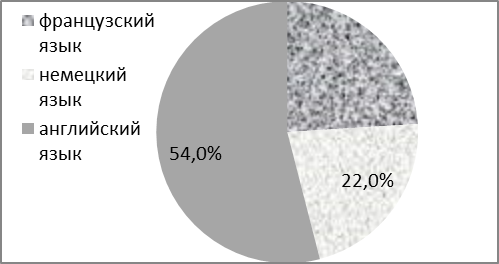 французский
язык
немецкий
язык
английский
язык
54,0%
22,0%